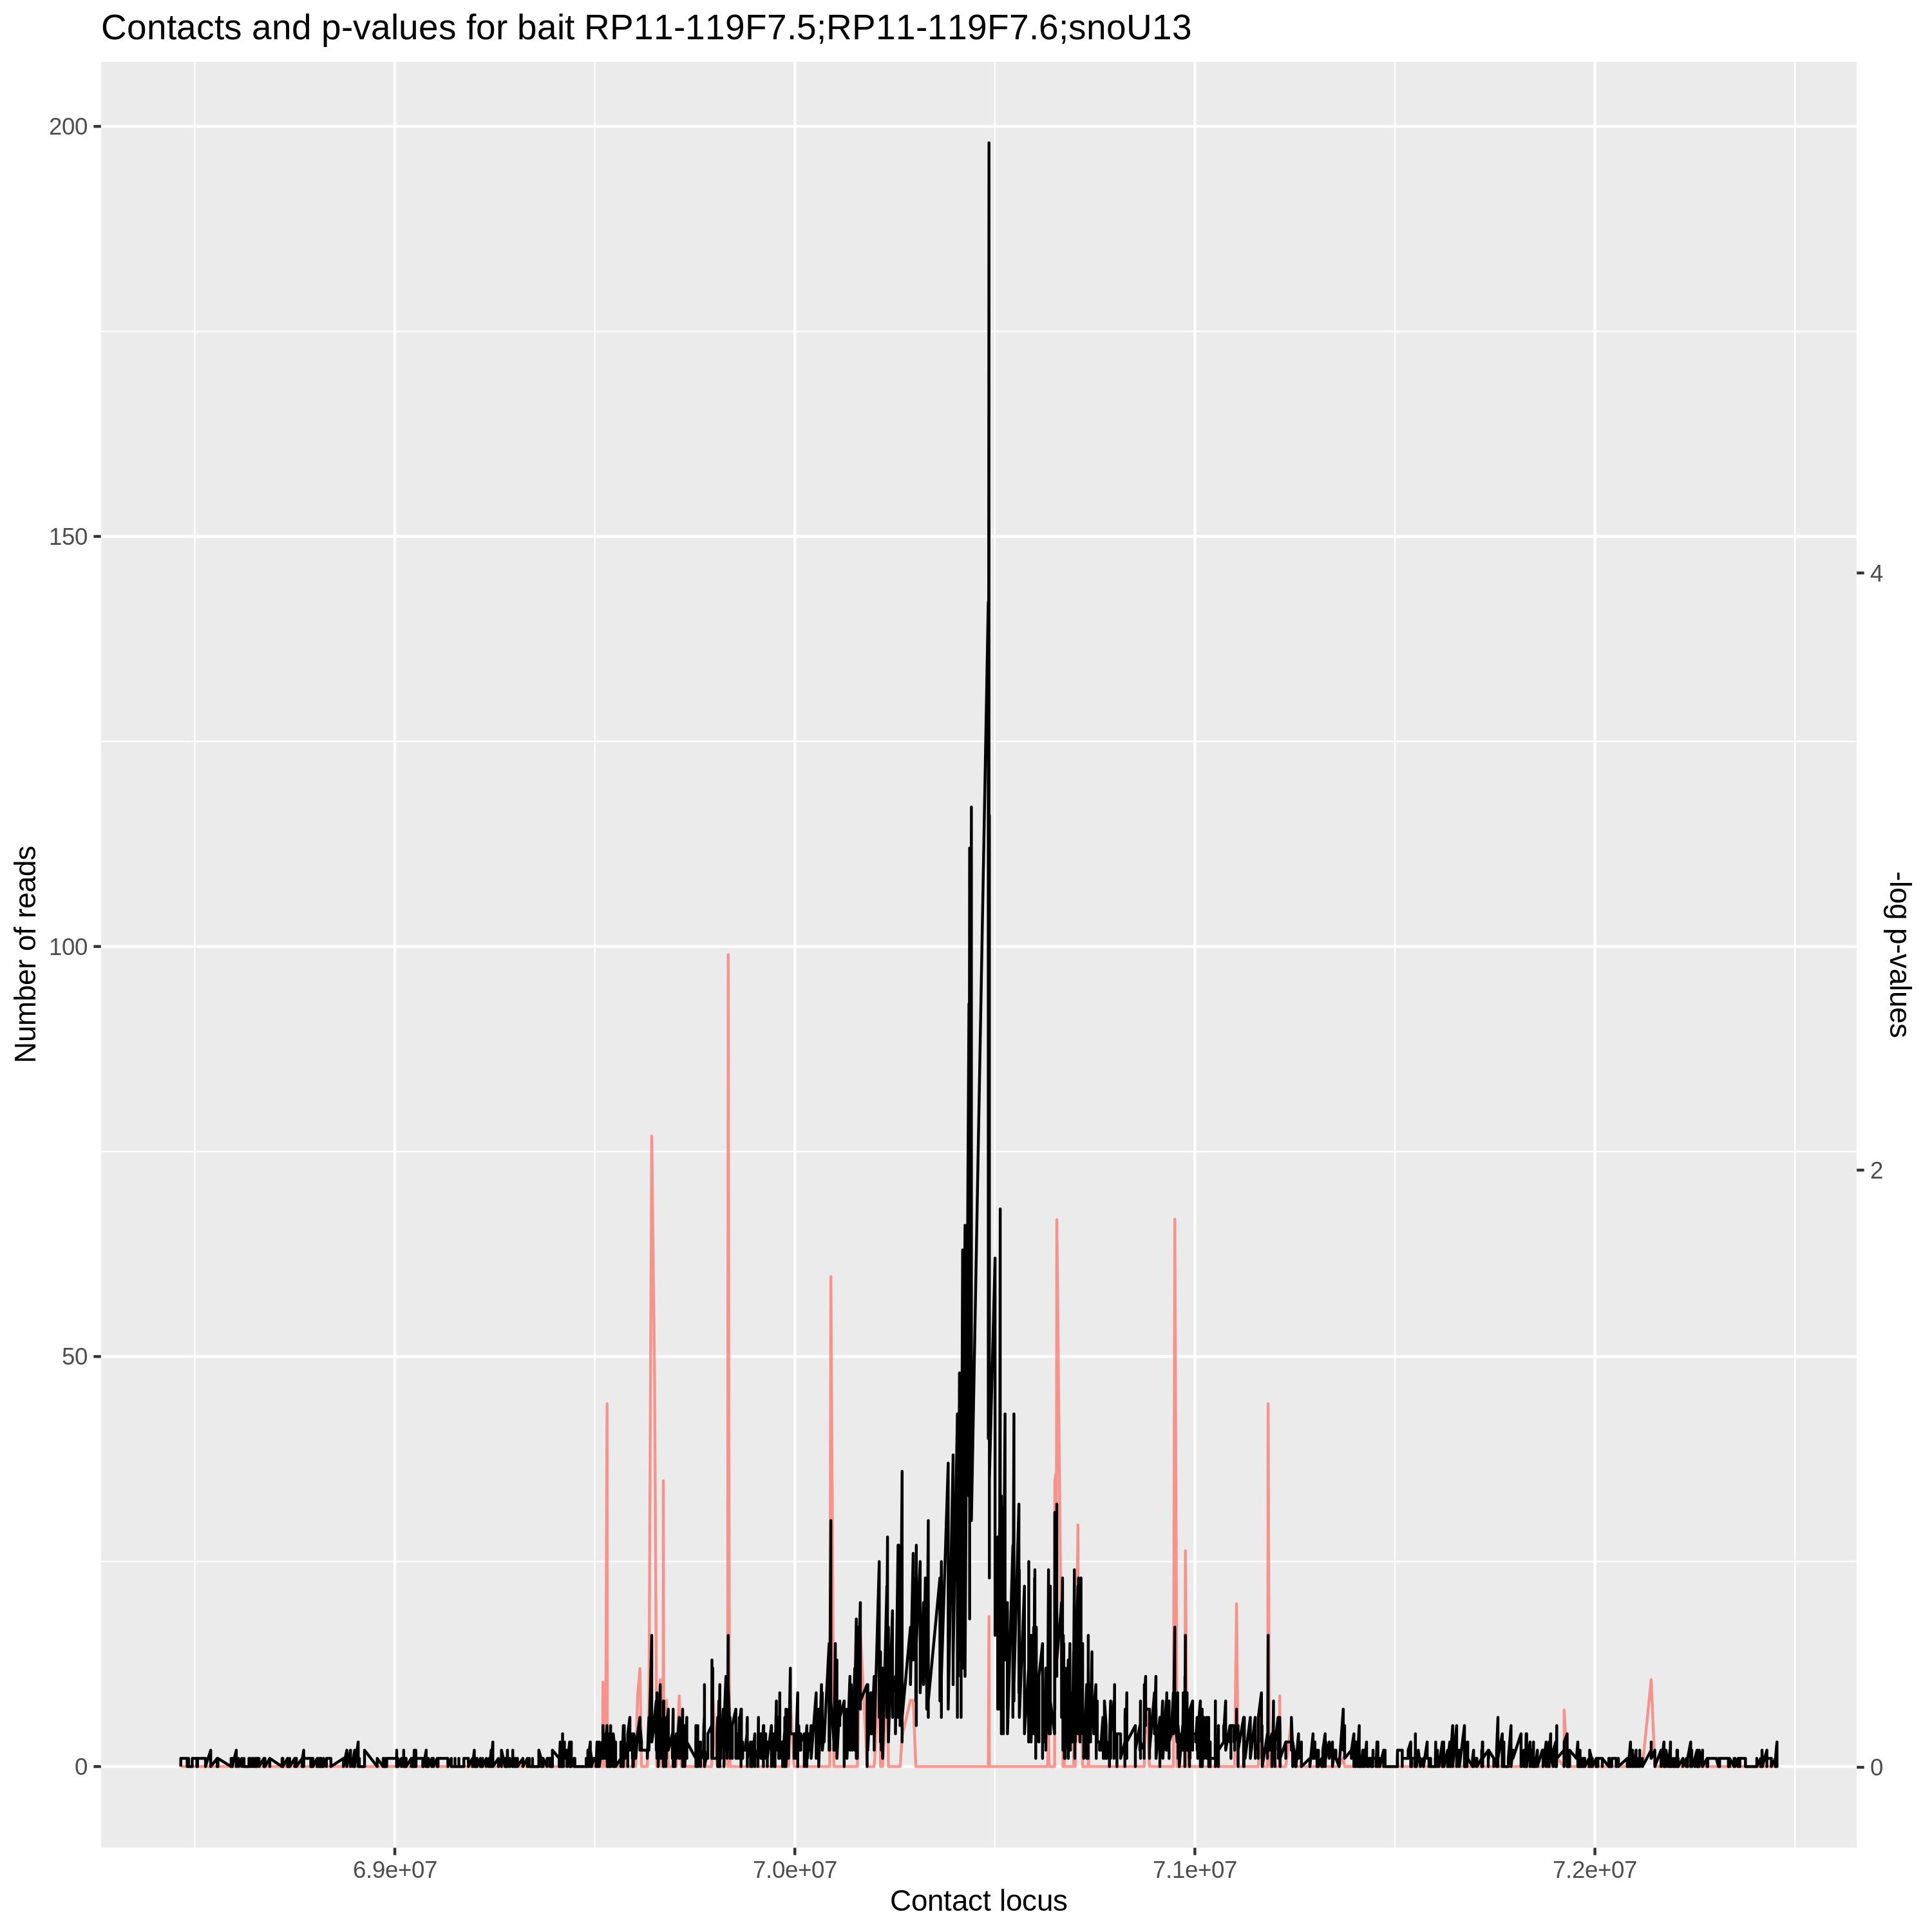 Contacts and p-values for bait RP11-119F7.5;RP11-119F7.6;snoU13
200
150
100
50
0
Number of reads
4
2
0
-log p-values
6.9e+07
7.0e+07
7.1e+07
7.2e+07
Contact locus